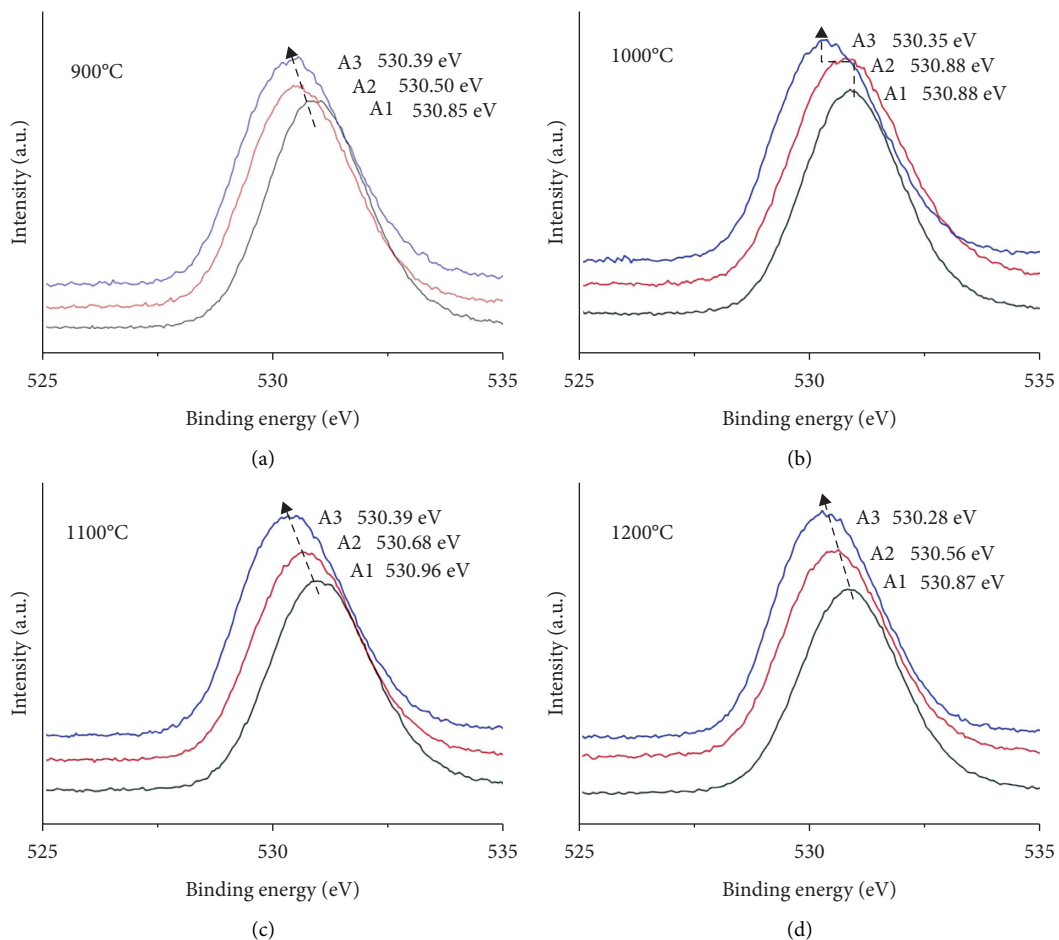 900°C
A3 530.39 eV
A2 530.50 eV
A1 530.85 eV
Intensity (a.u.)
525
530
535
Binding energy (eV)
(a)
1000°C
A3 530.35 eV
A2 530.88 eV
A1 530.88 eV
Intensity (a.u.)
525
530
535
Binding energy (eV)
(b)
1100°C
A3 530.39 eV
A2 530.68 eV
A1 530.96 eV
Intensity (a.u.)
525
530
535
Binding energy (eV)
(c)
1200°C
A3 530.28 eV
A2 530.56 eV
A1 530.87 eV
Intensity (a.u.)
525
530
535
Binding energy (eV)
(d)